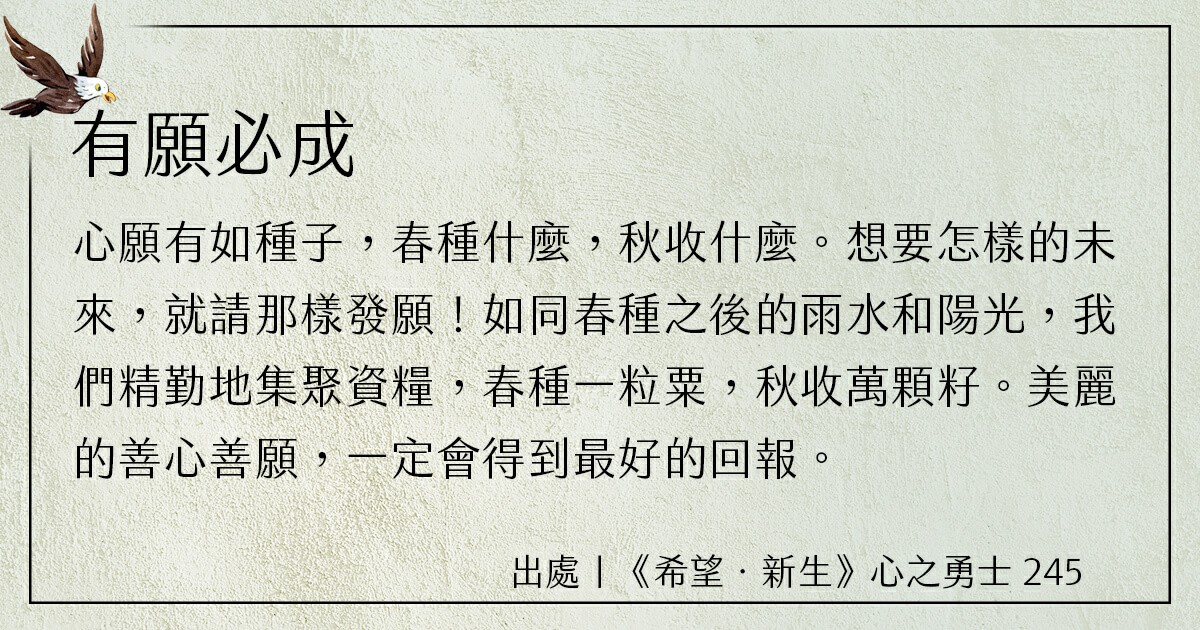 有願必成
心願有如種子，春種什麼，秋收什麼。想要怎樣的未
來，就請那樣發願！如同春種之後的雨水和陽光，我
們精勤地集聚資糧，春種一粒粟，秋收萬顆籽。美麗
的善心善願，一定會得到最好的回報。
出處｜《希望．新生》心之勇士 245